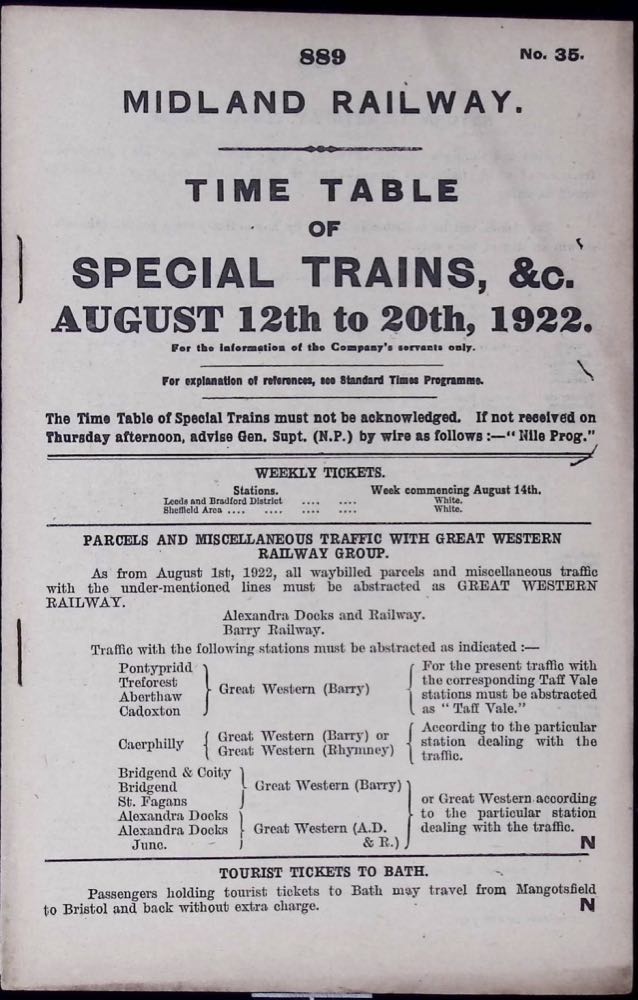 889 No. 35.
MIDLAND RAILWAY.
TIME TABLE
OF
SPECIAL TRAINS, &c.
AUGUST 12th to 20th, 1922.
For the information of the Company's servants only.
For explanation of references, see Standard Times Programme.
The Time Table of Special Trains must not be acknowledged. If not received on
Thursday afternoon, advise Gen. Supt. (N.P.) by wire as follows :—" Nile Prog."
WEEKLY TICKETS.
Stations. Week commencing August 14th.
Leeds and Bradford District .... .... White.
Sheffield Area .... .... .... .... White.
PARCELS AND MISCELLANEOUS TRAFFIC WITH GREAT WESTERN
RAILWAY GROUP.
As from August 1st, 1922, all waybilled parcels and miscellaneous traffic
with the under-mentioned lines must be abstracted as GREAT WESTERN
RAILWAY.
Alexandra Docks and Railway.
Barry Railway.
Traffic with the following stations must be abstracted as indicated :—
Pontypridd
Treforest
Aberthaw
Cadoxton
Great Western (Barry)
For the present traffic with
the corresponding Taff Vale
stations must be abstracted
as " Taff Vale."
Caerphilly
Great Western (Barry) or
Great Western (Rhymney)
According to the particular
station dealing with the
traffic.
Bridgend & Coity
Bridgend
St. Fagans
Great Western (Barry)
Alexandra Docks
Alexandra Docks
Junc.
Great Western (A.D.
& R.)
or Great Western according
to the particular station
dealing with the traffic.
N
TOURIST TICKETS TO BATH.
Passengers holding tourist tickets to Bath may travel from Mangotsfield
to Bristol and back without extra charge. N